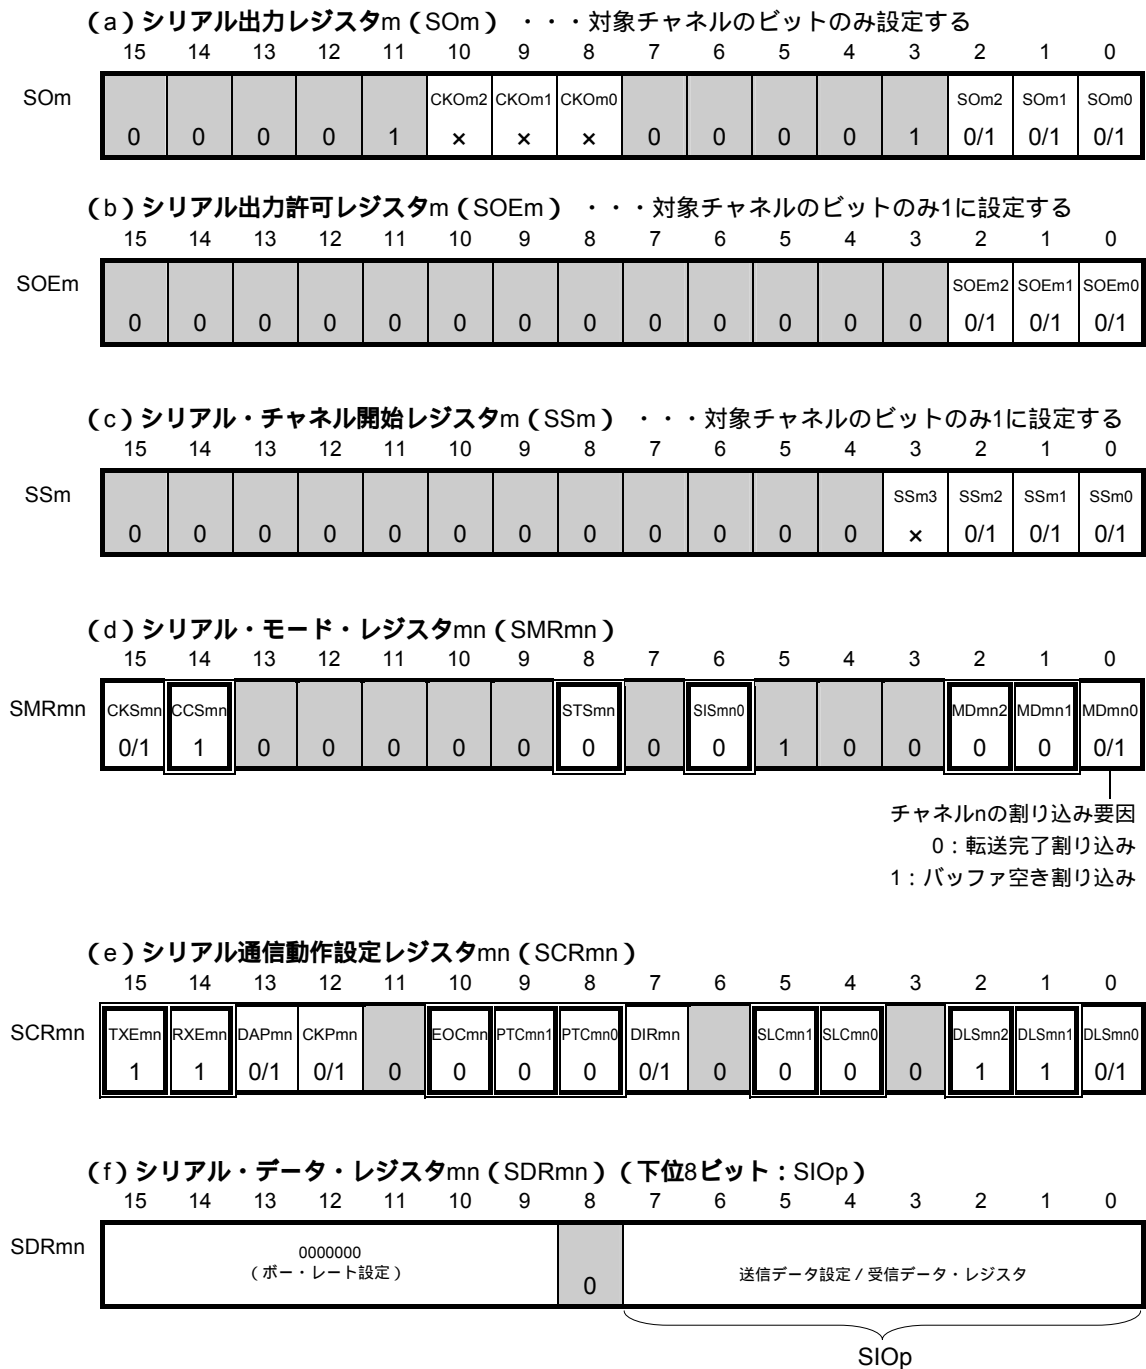 (a)シリアル出力レジスタm(SOm) ・・・対象チャネルのビットのみ設定する
15 14 13 12 11 10 9 8 7 6 5 4 3 2 1 0
SOm CKOm2 CKOm1 CKOm0 SOm2 SOm1 SOm0
0 0 0 0 1 × × × 0 0 0 0 1 0/1 0/1 0/1
(b)シリアル出力許可レジスタm(SOEm) ・・・対象チャネルのビットのみ1に設定する
15 14 13 12 11 10 9 8 7 6 5 4 3 2 1 0
SOEm SOEm2 SOEm1 SOEm0
0 0 0 0 0 0 0 0 0 0 0 0 0 0/1 0/1 0/1
(c)シリアル・チャネル開始レジスタm(SSm) ・・・対象チャネルのビットのみ1に設定する
15 14 13 12 11 10 9 8 7 6 5 4 3 2 1 0
SSm SSm3 SSm2 SSm1 SSm0
0 0 0 0 0 0 0 0 0 0 0 0 × 0/1 0/1 0/1
(d)シリアル・モード・レジスタmn(SMRmn)
15 14 13 12 11 10 9 8 7 6 5 4 3 2 1 0
SMRmn CKSmn CCSmn STSmn SISmn0 MDmn2 MDmn1 MDmn0
0/1 1 0 0 0 0 0 0 0 0 1 0 0 0 0 0/1
チャネルnの割り込み要因
0:転送完了割り込み
1:バッファ空き割り込み
(e)シリアル通信動作設定レジスタmn(SCRmn)
15 14 13 12 11 10 9 8 7 6 5 4 3 2 1 0
SCRmn TXEmn RXEmn DAPmn CKPmn EOCmn PTCmn1 PTCmn0 DIRmn SLCmn1 SLCmn0 DLSmn2 DLSmn1 DLSmn0
1 1 0/1 0/1 0 0 0 0 0/1 0 0 0 0 1 1 0/1
(f)シリアル・データ・レジスタmn(SDRmn)(下位8ビット:SIOp)
15 14 13 12 11 10 9 8 7 6 5 4 3 2 1 0
SDRmn 0000000
(ボー・レート設定) 0 送信データ設定/受信データ・レジスタ
SIOp